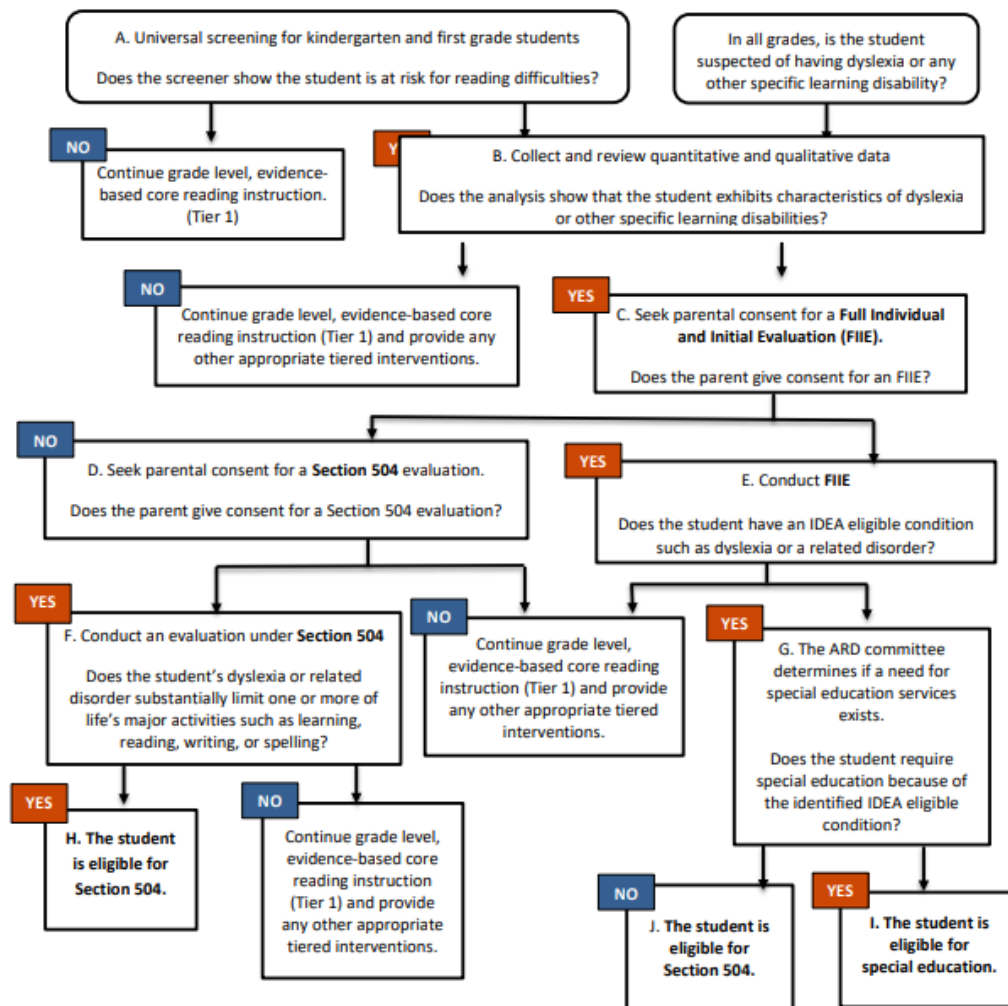 A. Universal screening for kindergarten and first grade students
Does the screener show the student is at risk for reading difficulties?
In all grades, is the student
suspected of having dyslexia or any
other specific learning disability?
NO
Continue grade level, evidence-
based core reading instruction.
(Tier 1)
B. Collect and review quantitative and qualitative data
Does the analysis show that the student exhibits characteristics of dyslexia
or other specific learning disabilities?
NO
Continue grade level, evidence-based core
reading instruction (Tier 1) and provide any
other appropriate tiered interventions.
YES
C. Seek parental consent for a Full Individual
and Initial Evaluation (FIIE).
Does the parent give consent for an FIIE?
NO
D. Seek parental consent for a Section 504 evaluation.
Does the parent give consent for a Section 504 evaluation?
YES
E. Conduct FIIE
Does the student have an IDEA eligible condition
such as dyslexia or a related disorder?
YES
F. Conduct an evaluation under Section 504
Does the student’s dyslexia or related
disorder substantially limit one or more of
life’s major activities such as learning,
reading, writing, or spelling?
NO
Continue grade level,
evidence-based core reading
instruction (Tier 1) and provide
any other appropriate tiered
interventions.
YES
G. The ARD committee
determines if a need for
special education services
exists.
Does the student require
special education because of
the identified IDEA eligible
condition?
YES
H. The student
is eligible for
Section 504.
NO
Continue grade level,
evidence-based core
reading instruction
(Tier 1) and provide
any other appropriate
tiered interventions.
NO
J. The student is
eligible for
Section 504.
YES
I. The student is
eligible for
special education.